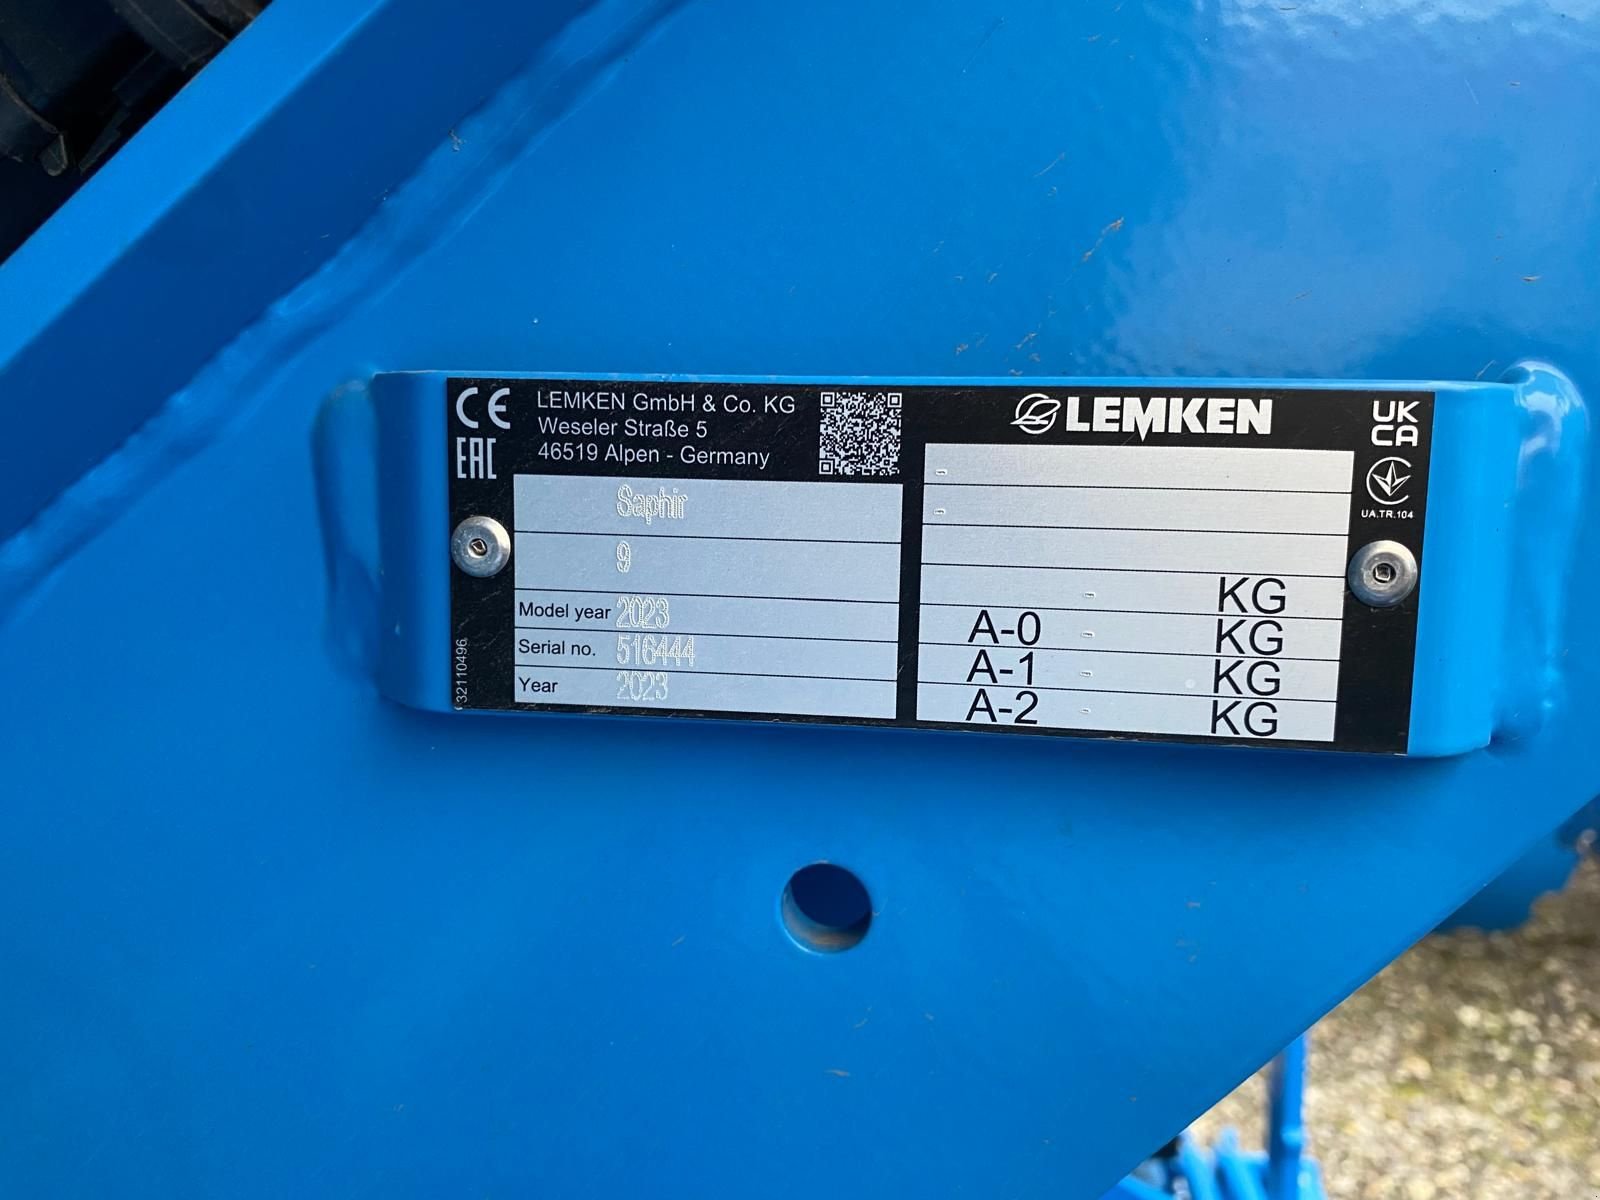 CE
EAC
LEMKEN GmbH & Co. KG
Weseler Straße 5
46519 Alpen - Germany
Saphir
9
Model year 2023
Serial no. 516444
Year 2023
32110496
LEMKEN
-
-
- KG
A-0 - KG
A-1 - KG
A-2 - KG
UK
CA
UA.TR.104